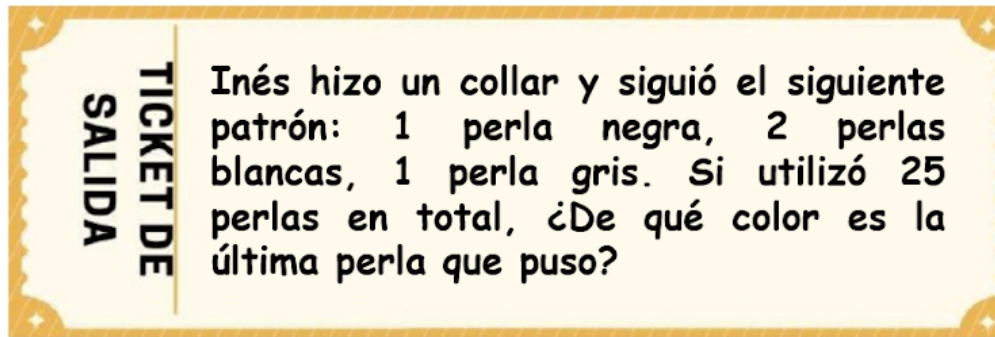 TICKET DE
SALIDA
Inés hizo un collar y siguió el siguiente
patrón: 1 perla negra, 2 perlas
blancas, 1 perla gris. Si utilizó 25
perlas en total, ¿De qué color es la
última perla que puso?